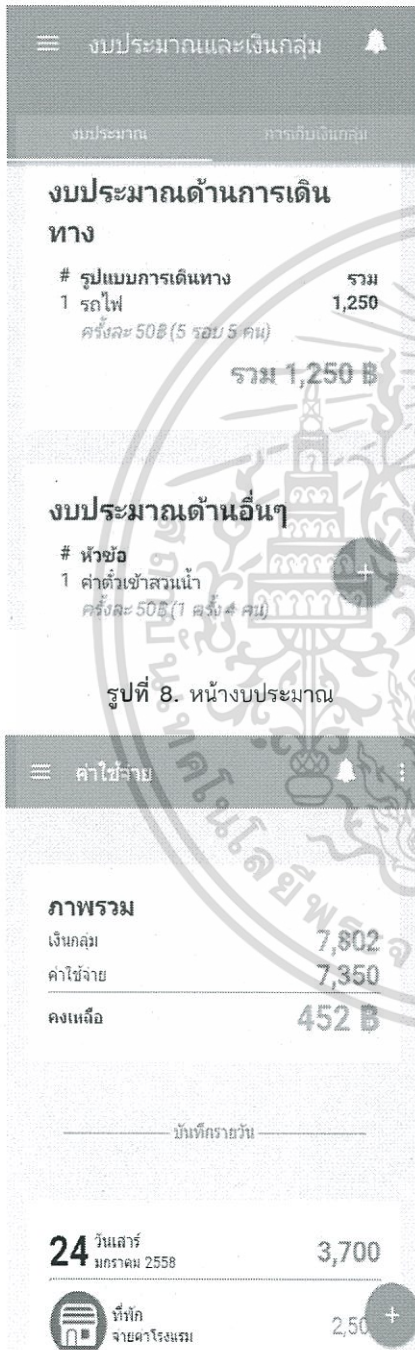 งบประมาณและเงินกลุ่ม
งบประมาณ การเก็บเงินกลุ่ม
งบประมาณด้านการเดิน
ทาง
# รูปแบบการเดินทาง รวม
1 รถไฟ 1,250
ครั้งละ 50฿ (5 รอบ 5 คน)
รวม 1,250 ฿
งบประมาณด้านอื่นๆ
# หัวข้อ
1 ค่าตั๋วเข้าสวนน้ำ
ครั้งละ 50฿ (1 ครั้ง 4 คน)
รูปที่ 8. หน้างบประมาณ
ค่าใช้จ่าย
ภาพรวม
เงินกลุ่ม 7,802
ค่าใช้จ่าย 7,350
คงเหลือ 452 ฿
บันทึกรายวัน
24 วันเสาร์ 3,700
มกราคม 2558
ที่พัก
จ่ายค่าโรงแรม 2,50